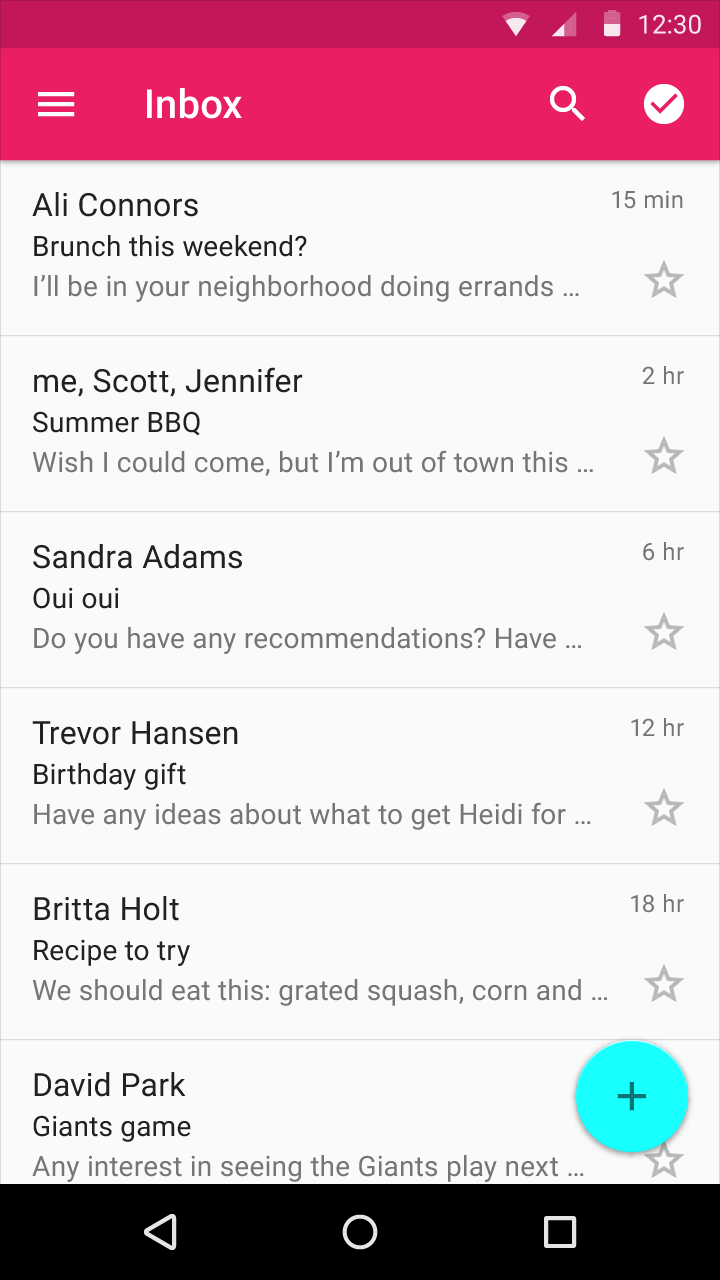 12:30
Inbox
Ali Connors
15 min
Brunch this weekend?
I’ll be in your neighborhood doing errands …
me, Scott, Jennifer
2 hr
Summer BBQ
Wish I could come, but I’m out of town this …
Sandra Adams
6 hr
Oui oui
Do you have any recommendations? Have …
Trevor Hansen
12 hr
Birthday gift
Have any ideas about what to get Heidi for …
Britta Holt
18 hr
Recipe to try
We should eat this: grated squash, corn and …
David Park
Giants game
Any interest in seeing the Giants play next …